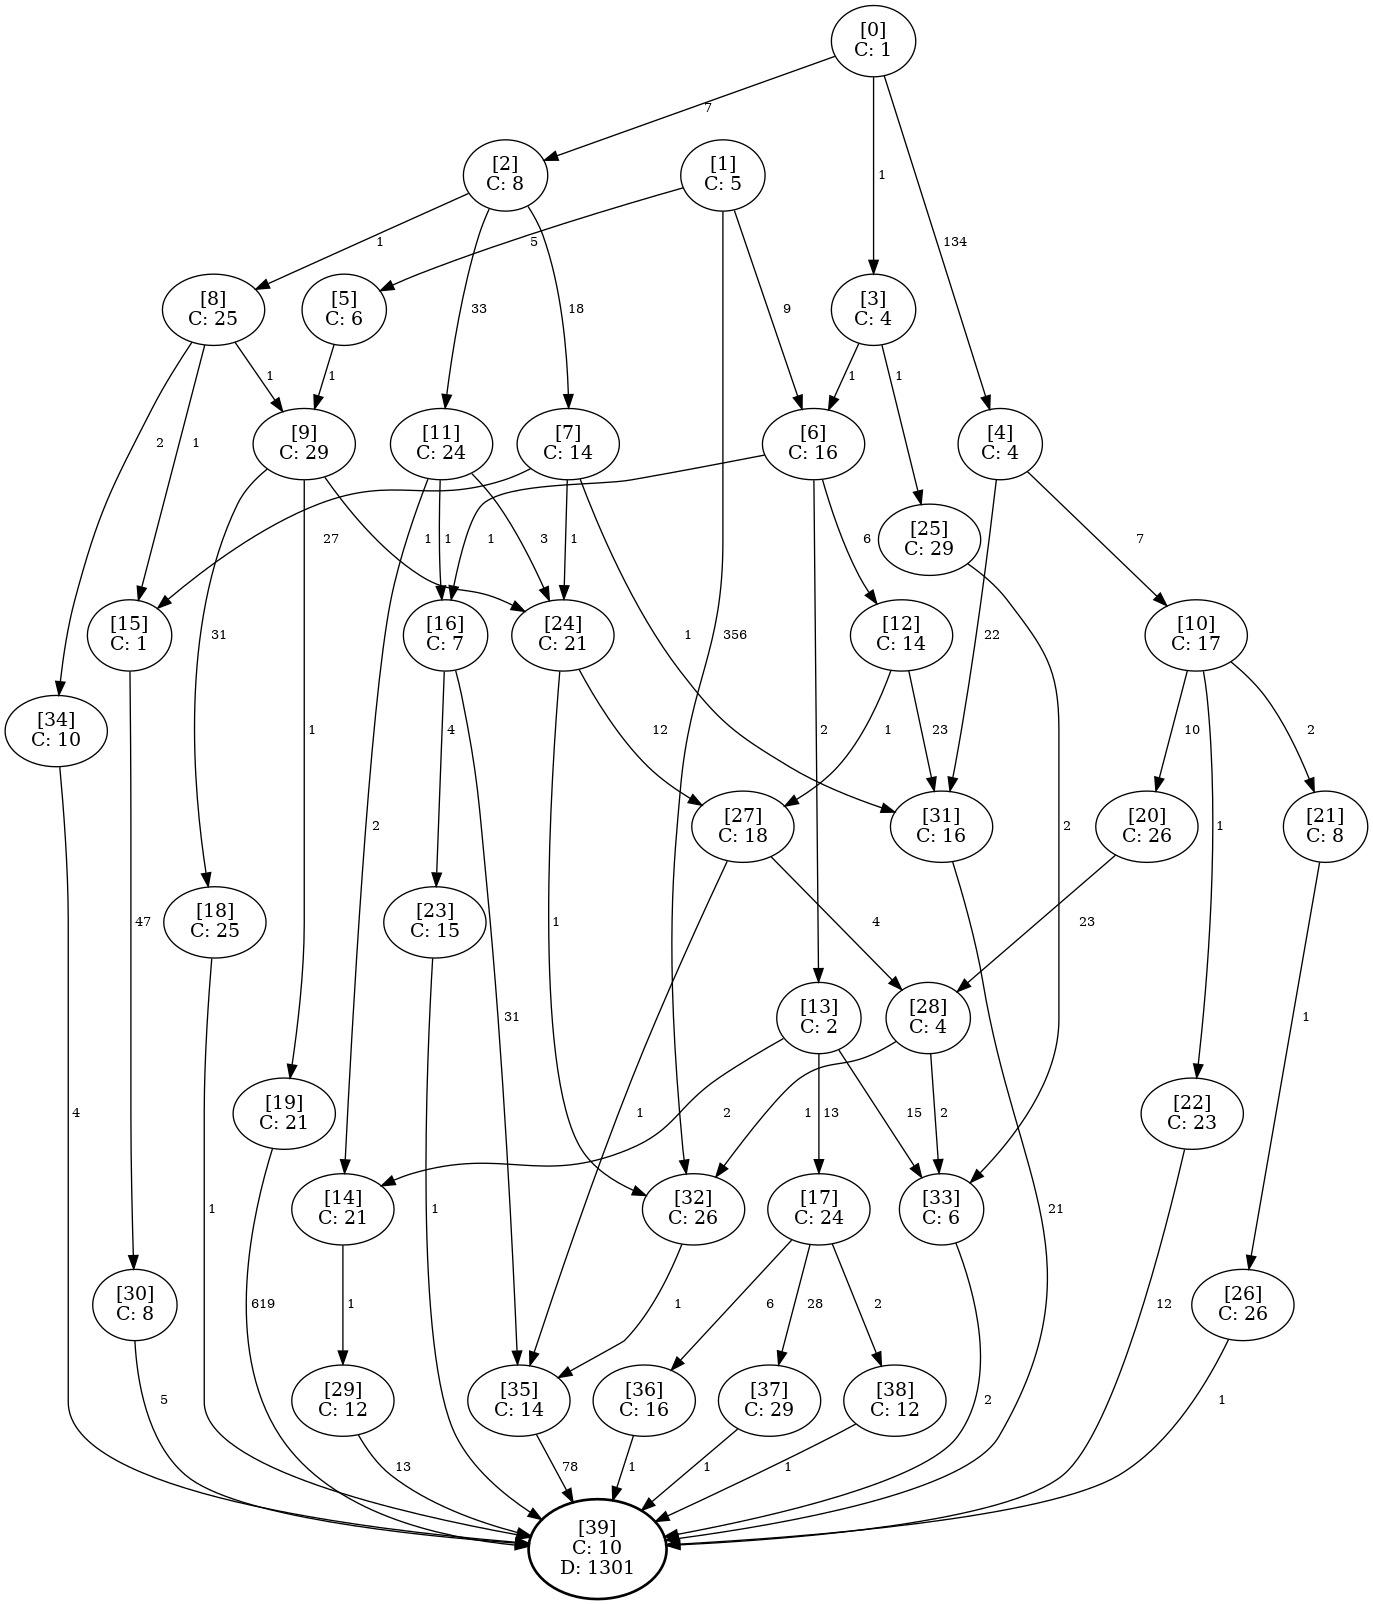 [0]
C: 1
7
[2]
C: 8
[1]
C: 5
1
134
1
5
[8]
C: 25
[5]
C: 6
33
18
9
[3]
C: 4
1
1
1
1
2
1
[9]
C: 29
[11]
C: 24
[7]
C: 14
[6]
C: 16
[4]
C: 4
27
1
1
1
3
1
6
[25]
C: 29
7
[15]
C: 1
31
[16]
C: 7
[24]
C: 21
1
356
[12]
C: 14
22
[10]
C: 17
[34]
C: 10
1
4
12
2
1
23
10
2
2
[27]
C: 18
[31]
C: 16
2
[20]
C: 26
1
[21]
C: 8
47
[18]
C: 25
[23]
C: 15
1
4
23
31
[13]
C: 2
[28]
C: 4
1
4
[19]
C: 21
1
2
13
1
15
2
[22]
C: 23
1
[14]
C: 21
1
[32]
C: 26
[17]
C: 24
[33]
C: 6
21
[30]
C: 8
619
1
1
6
28
2
12
[26]
C: 26
5
[29]
C: 12
[35]
C: 14
[36]
C: 16
[37]
C: 29
[38]
C: 12
2
1
13
78
1
1
1
[39]
C: 10
D: 1301